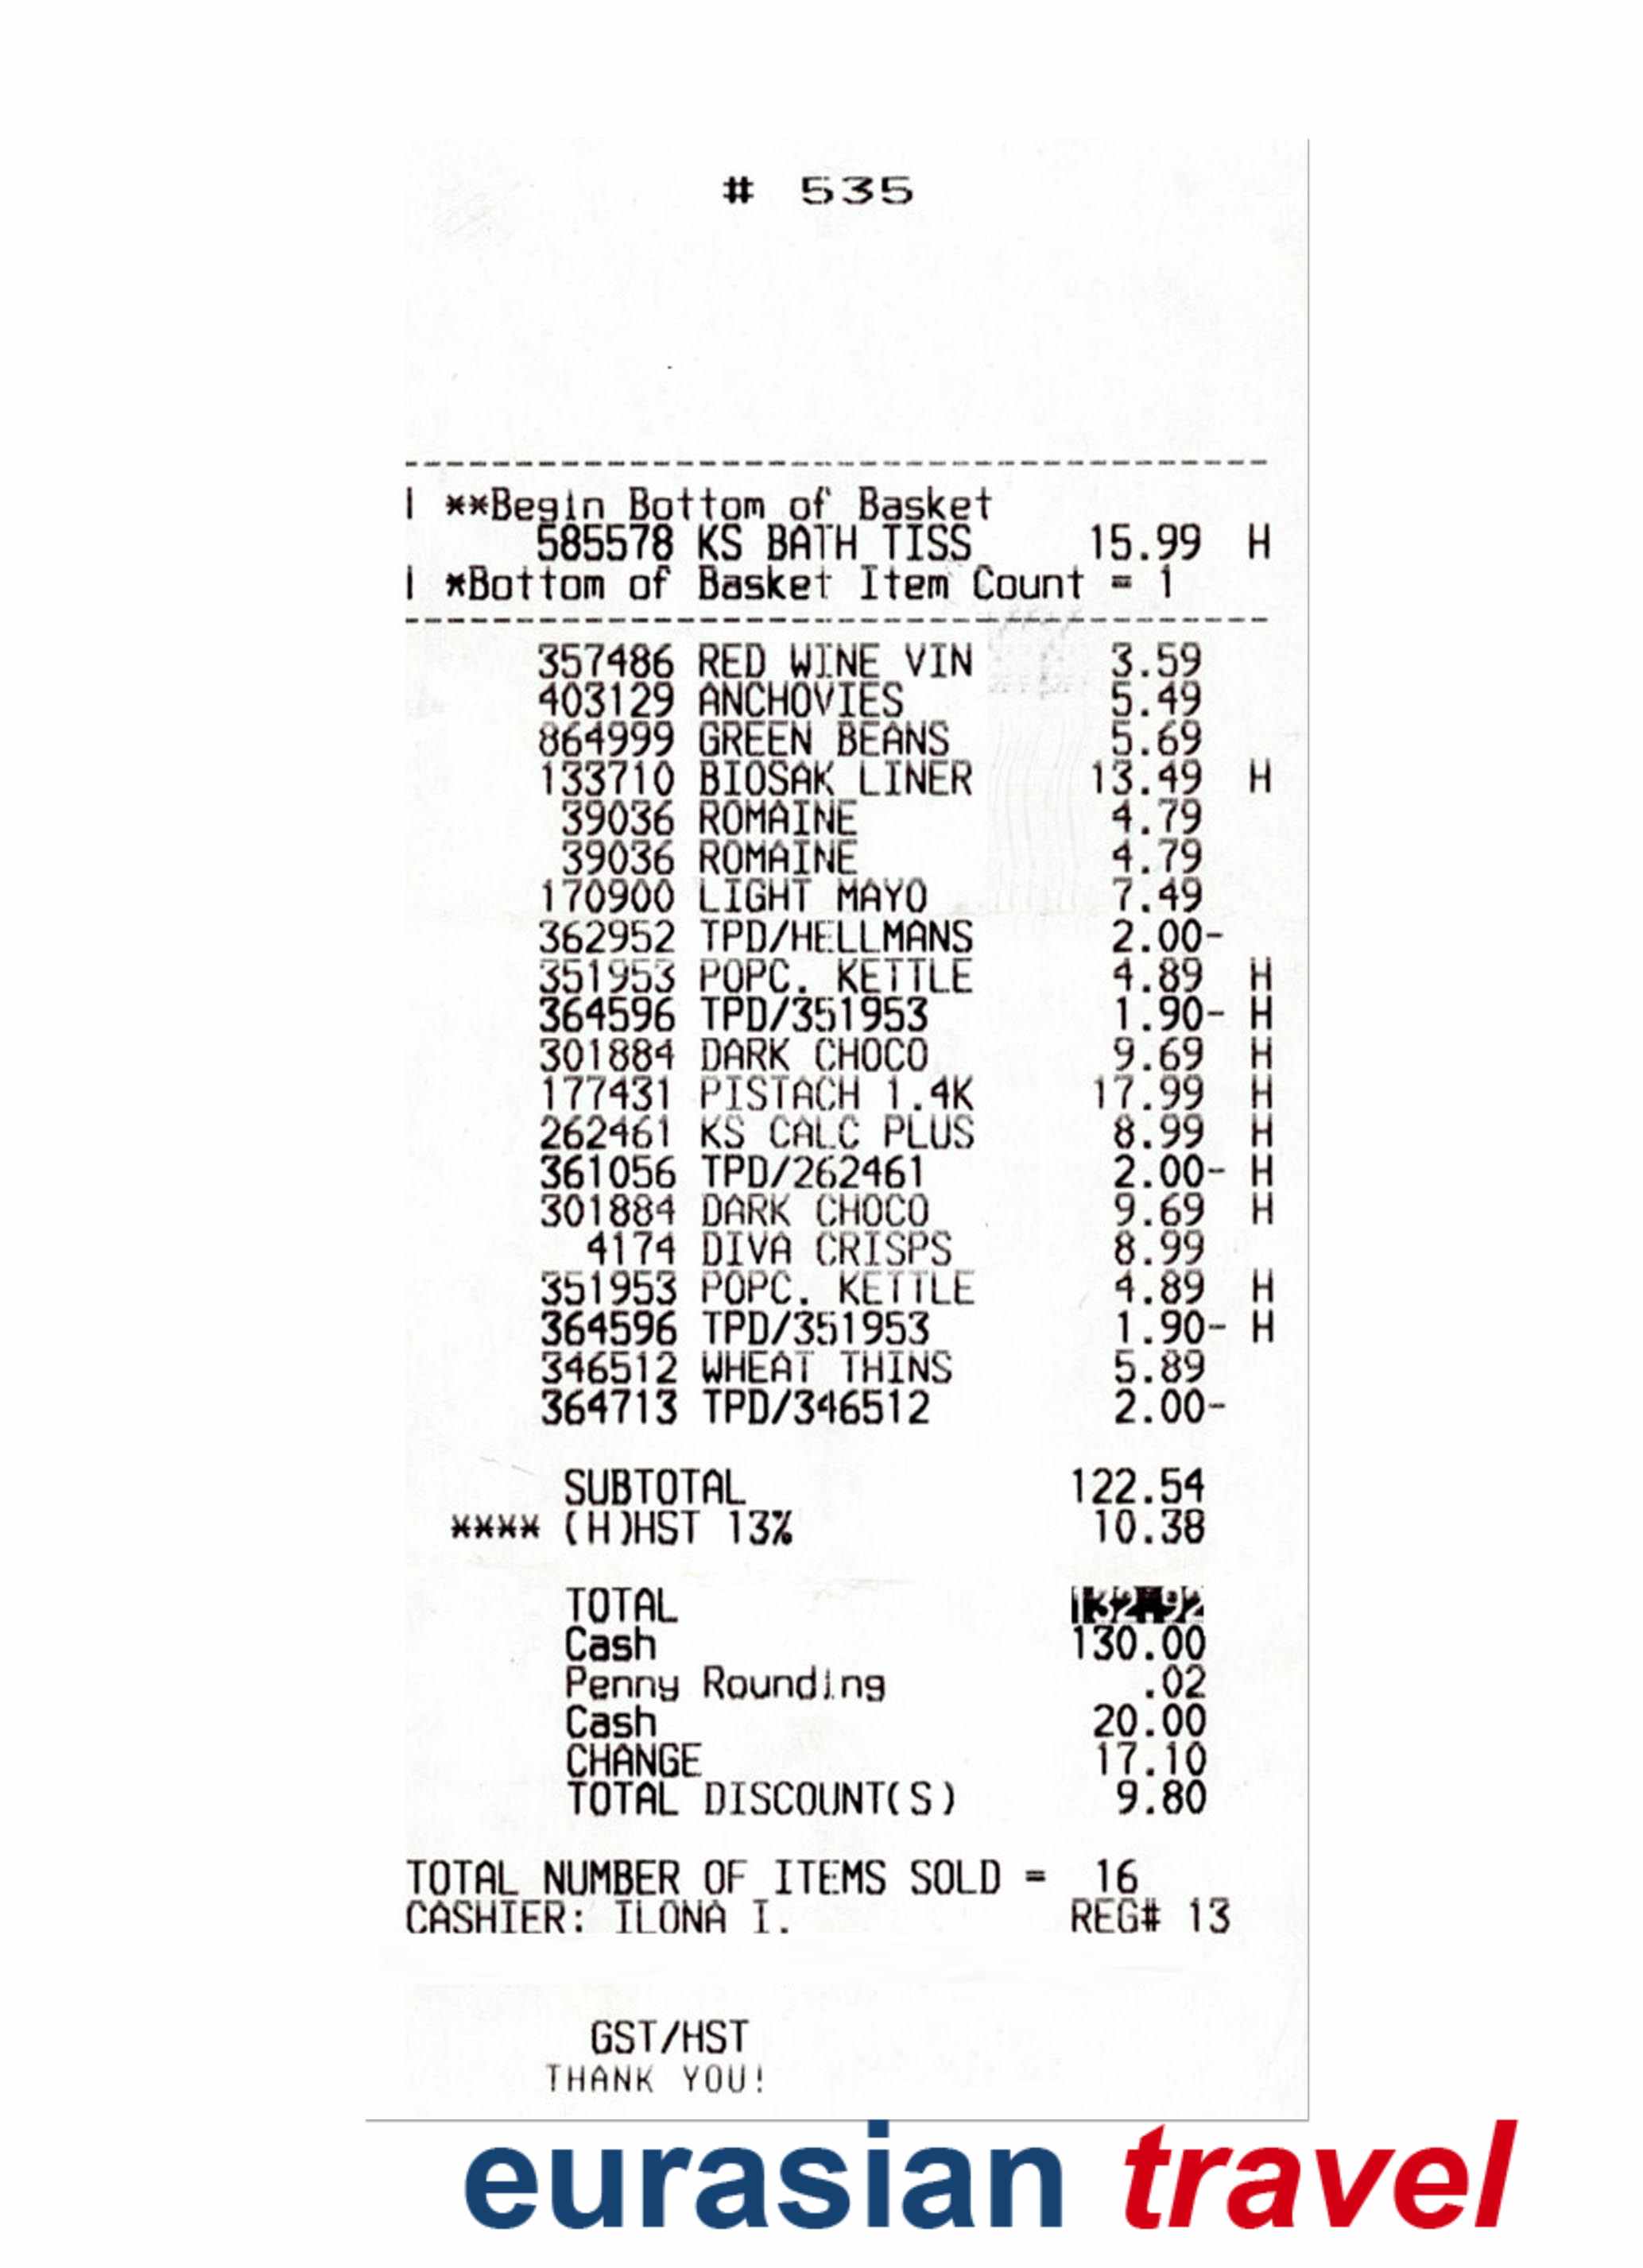 # 535
| **Begin Bottom of Basket
585578 KS BATH TISS 15.99 H
| *Bottom of Basket Item Count = 1
357486 RED WINE VIN 3.59
403129 ANCHOVIES 5.49
864999 GREEN BEANS 5.69
133710 BIOSAK LINER 13.49 H
39036 ROMAINE 4.79
39036 ROMAINE 4.79
170900 LIGHT MAYO 7.49
362952 TPD/HELLMANS 2.00-
351953 POPC. KETTLE 4.89 H
364596 TPD/351953 1.90- H
301884 DARK CHOCO 9.69 H
177431 PISTACH 1.4K 17.99 H
262461 KS CALC PLUS 8.99 H
361056 TPD/262461 2.00- H
301884 DARK CHOCO 9.69 H
4174 DIVA CRISPS 8.99
351953 POPC. KETTLE 4.89 H
364596 TPD/351953 1.90- H
346512 WHEAT THINS 5.89
364713 TPD/346512 2.00-
SUBTOTAL 122.54
**** (H)HST 13% 10.38
TOTAL 132.92
Cash 130.00
Penny Rounding .02
Cash 20.00
CHANGE 17.10
TOTAL DISCOUNT(S) 9.80
TOTAL NUMBER OF ITEMS SOLD = 16
CASHIER: ILONA I. REG# 13
GST/HST
THANK YOU!
eurasian travel